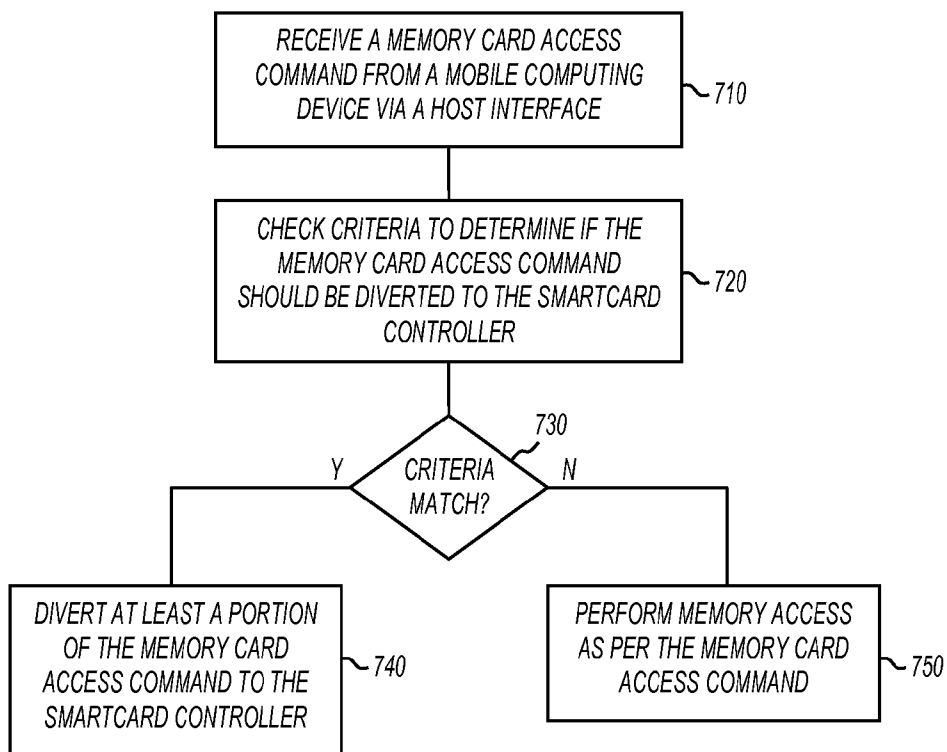 RECEIVE A MEMORY CARD ACCESS
COMMAND FROM A MOBILE COMPUTING
DEVICE VIA A HOST INTERFACE
710
CHECK CRITERIA TO DETERMINE IF THE
MEMORY CARD ACCESS COMMAND
SHOULD BE DIVERTED TO THE SMARTCARD
CONTROLLER
720
730
Y
CRITERIA
MATCH?
N
DIVERT AT LEAST A PORTION
OF THE MEMORY CARD
ACCESS COMMAND TO THE
SMARTCARD CONTROLLER
740
PERFORM MEMORY ACCESS
AS PER THE MEMORY CARD
ACCESS COMMAND
750